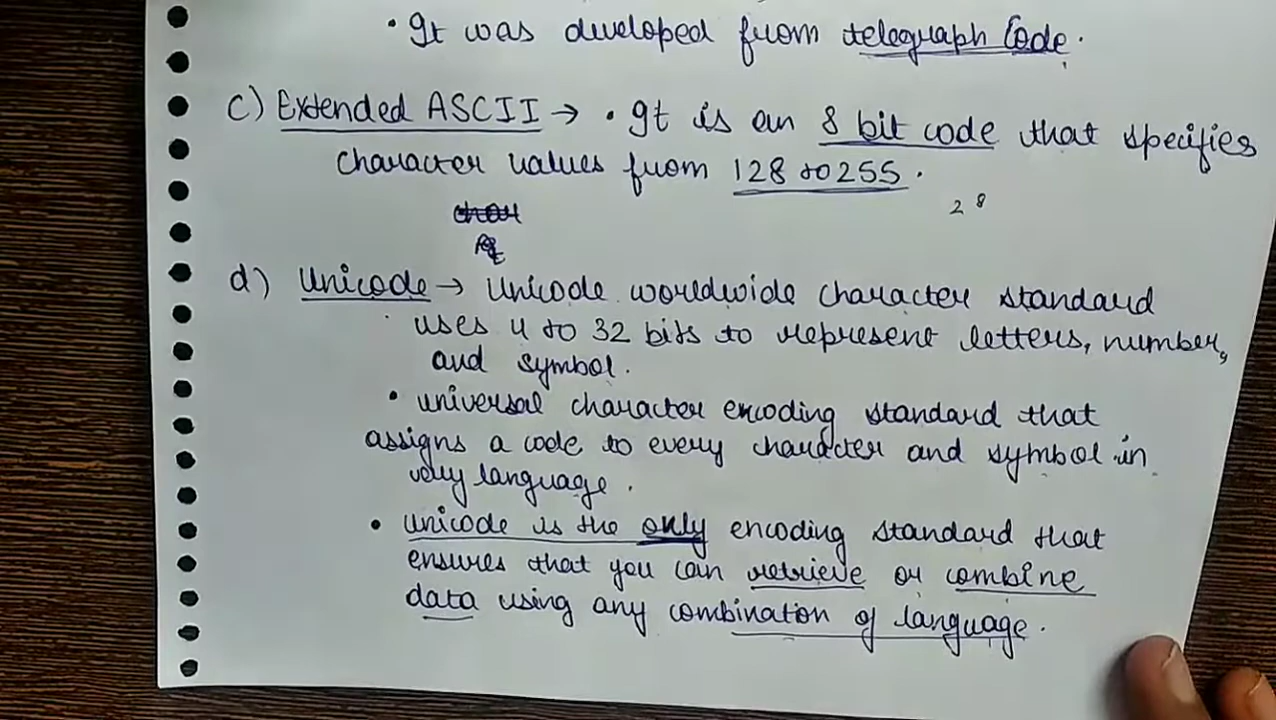 • It was developed from telegraph Code.
c) Extended ASCII → • It is an 8 bit code that specifies
character values from 128 to 255.
2 8
d) Unicode → Unicode worldwide character standard
uses 4 to 32 bits to represent letters, number,
and symbol.
• universal character encoding standard that
assigns a code to every character and symbol in
language.
• unicode is the only encoding standard that
ensures that you can retrieve or combine
data using any combination of language.